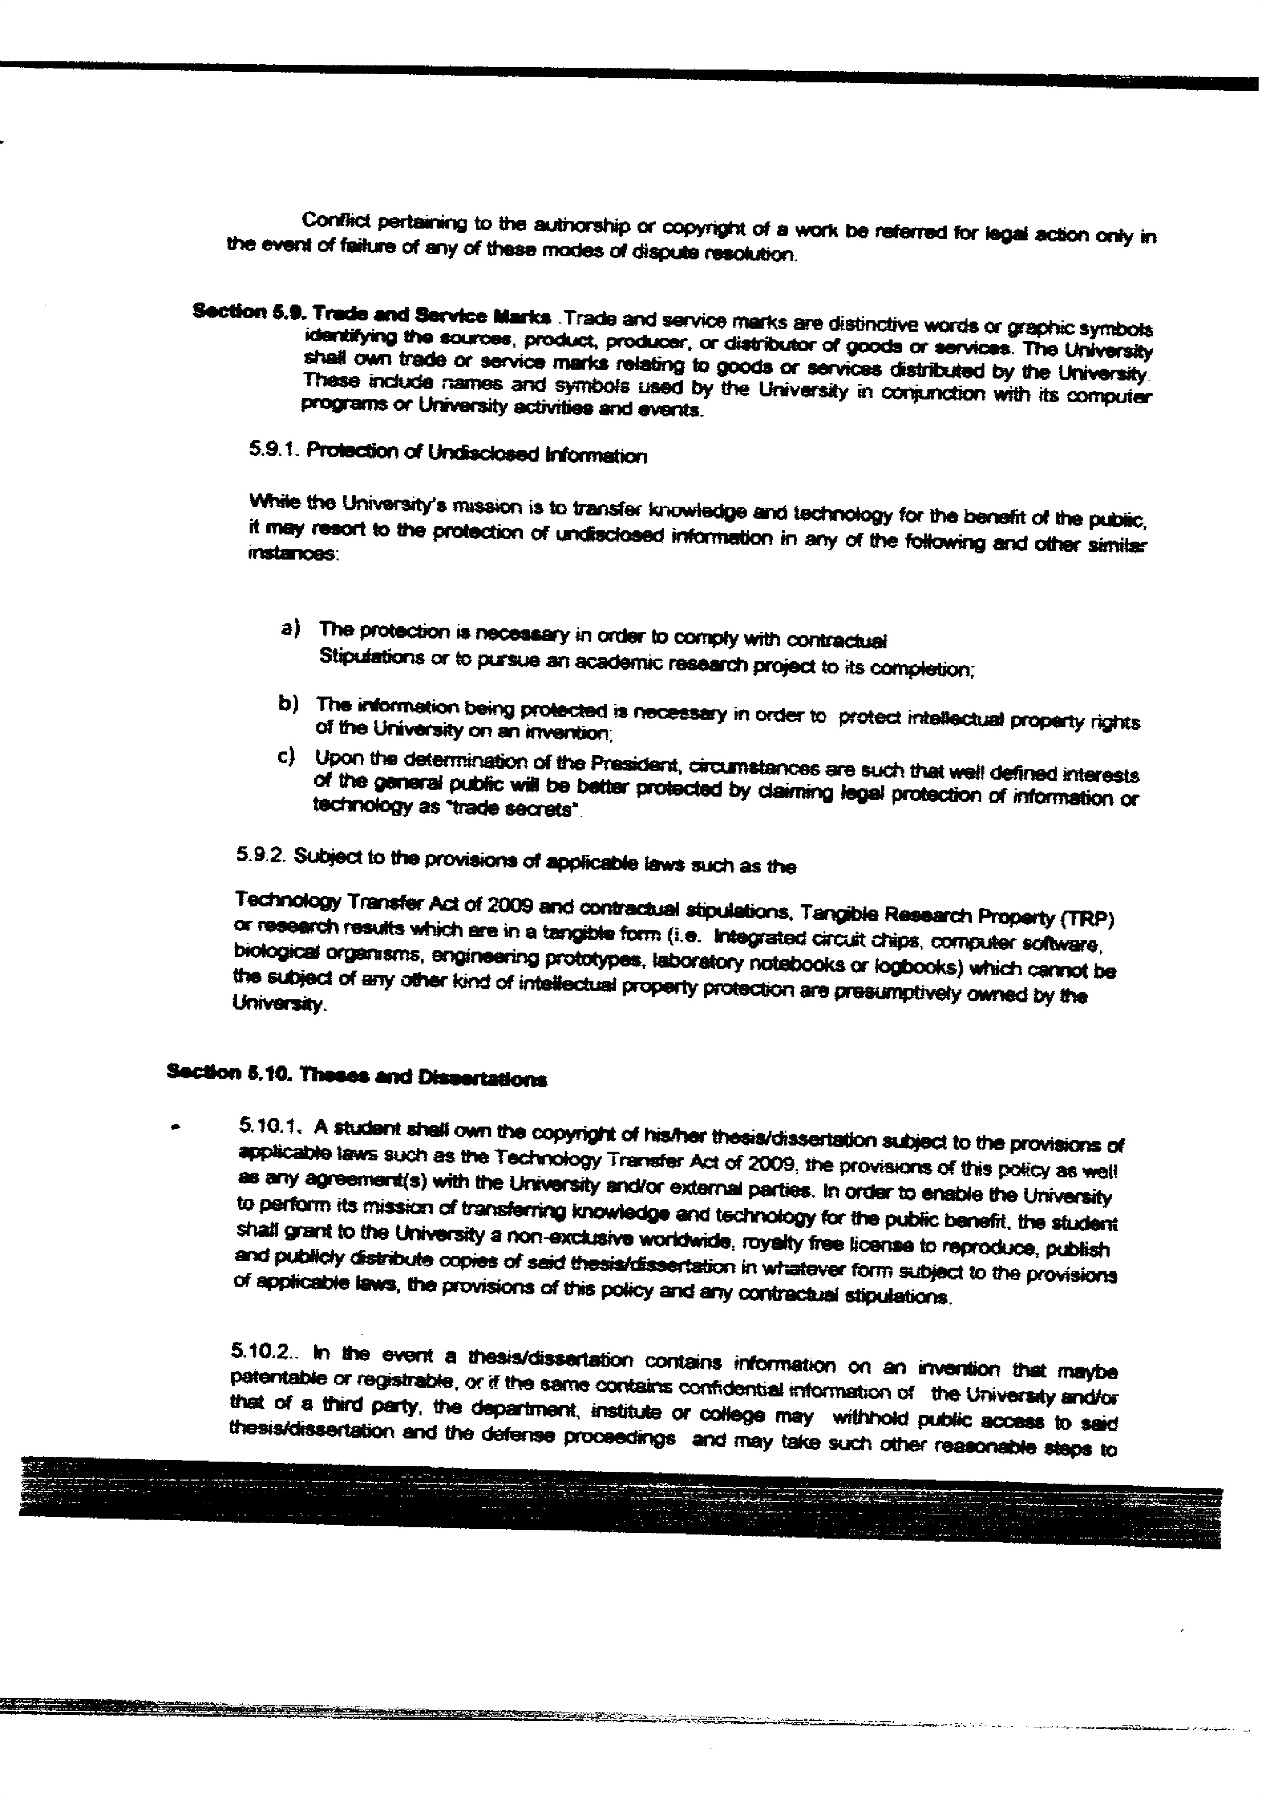 Conflict pertaining to the authorship or copyright of a work be referred for legal action only in
the event of failure of any of these modes of dispute resolution.
Section 5.9. Trade and Service Marks .Trade and service marks are distinctive words or graphic symbols
identifying the sources, product, producer, or distributor of goods or services. The University
shall own trade or service marks relating to goods or services distributed by the University.
These include names and symbols used by the University in conjunction with its computer
programs or University activities and events.
5.9.1. Protection of Undisclosed Information
While the University's mission is to transfer knowledge and technology for the benefit of the public,
it may resort to the protection of undisclosed information in any of the following and other similar
instances:
a) The protection is necessary in order to comply with contractual
Stipulations or to pursue an academic research project to its completion;
b) The information being protected is necessary in order to protect intellectual property rights
of the University on an invention;
c) Upon the determination of the President, circumstances are such that well defined interests
of the general public will be better protected by claiming legal protection of information or
technology as "trade secrets".
5.9.2. Subject to the provisions of applicable laws such as the
Technology Transfer Act of 2009 and contractual stipulations, Tangible Research Property (TRP)
or research results which are in a tangible form (i.e. Integrated circuit chips, computer software,
biological organisms, engineering prototypes, laboratory notebooks or logbooks) which cannot be
the subject of any other kind of intellectual property protection are presumptively owned by the
University.
Section 5.10. Theses and Dissertations
5.10.1. A student shall own the copyright of his/her thesis/dissertation subject to the provisions of
applicable laws such as the Technology Transfer Act of 2009, the provisions of this policy as well
as any agreement(s) with the University and/or external parties. In order to enable the University
to perform its mission of transferring knowledge and technology for the public benefit, the student
shall grant to the University a non-exclusive worldwide, royalty free license to reproduce, publish
and publicly distribute copies of said thesis/dissertation in whatever form subject to the provisions
of applicable laws, the provisions of this policy and any contractual stipulations.
5.10.2.. In the event a thesis/dissertation contains information on an invention that maybe
patentable or registrable, or if the same contains confidential information of the University and/or
that of a third party, the department, institute or college may withhold public access to said
thesis/dissertation and the defense proceedings and may take such other reasonable steps to